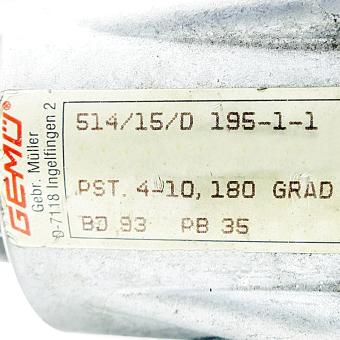 GEMÜ®
Gebr. Müller
D-7118 Ingelfingen 2
514/15/D 195-1-1
PST. 4-10, 180 GRAD
BJ 93 PB 35